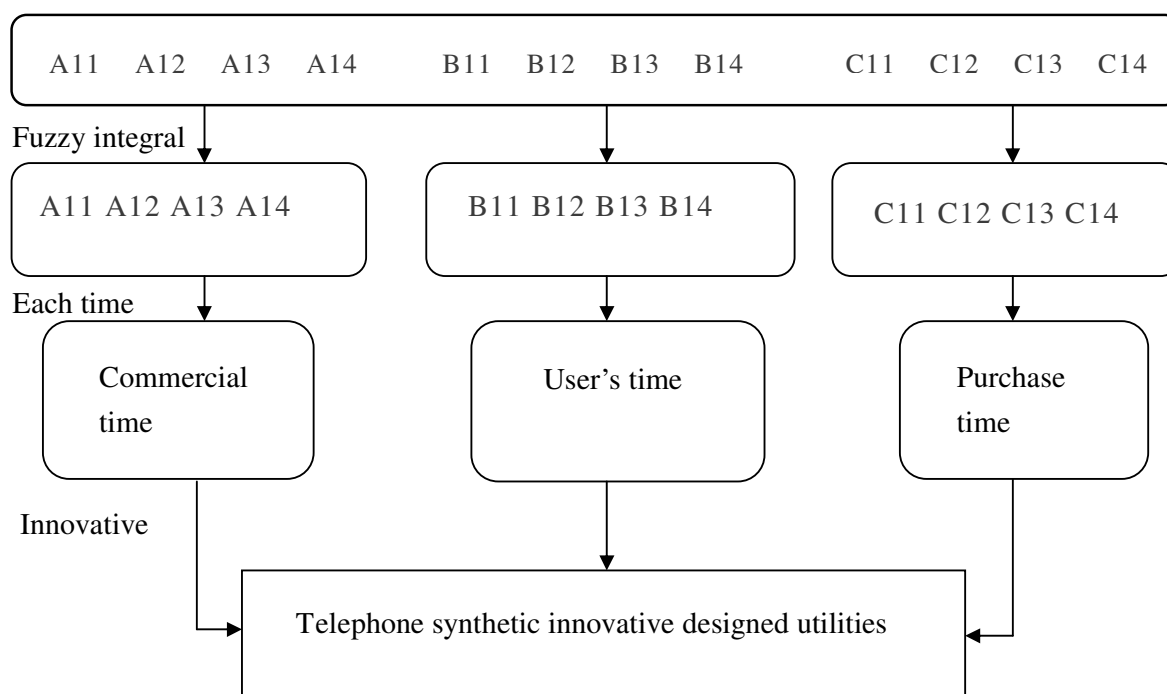 A11 A12 A13 A14 B11 B12 B13 B14 C11 C12 C13 C14
Fuzzy integral
A11 A12 A13 A14
B11 B12 B13 B14
C11 C12 C13 C14
Each time
Commercial
time
User’s time
Purchase
time
Innovative
Telephone synthetic innovative designed utilities